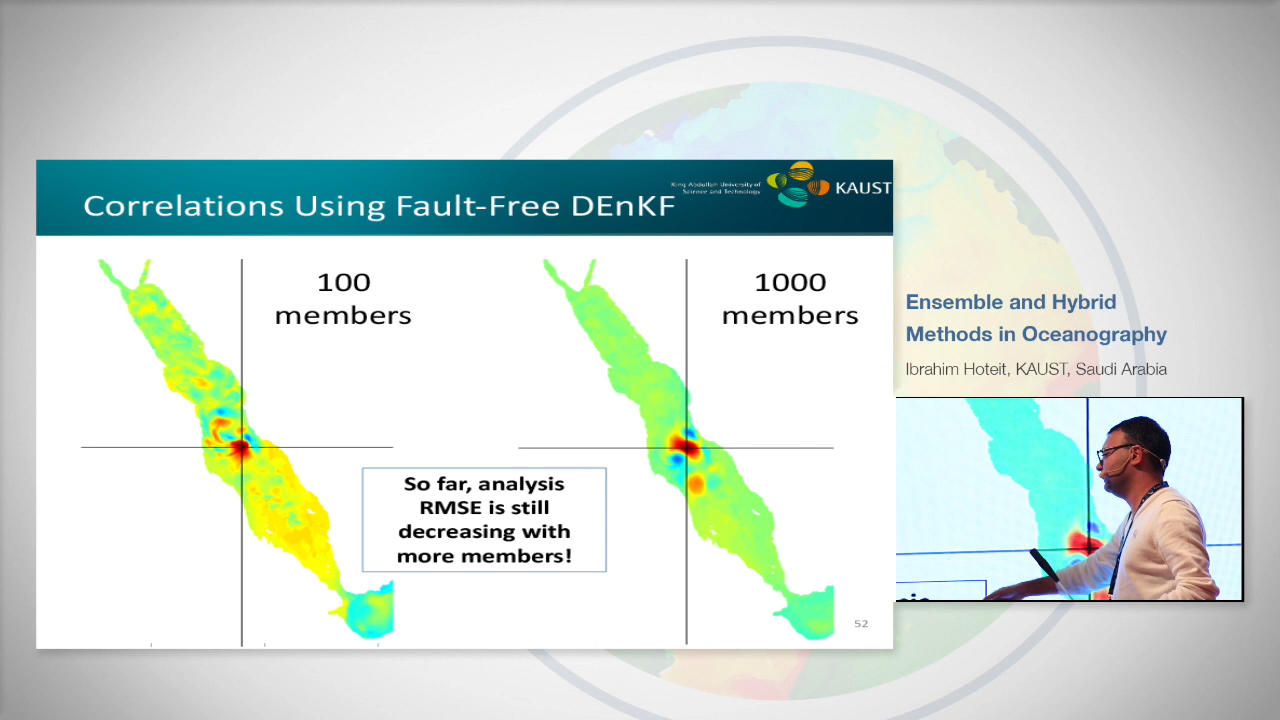 Correlations Using Fault-Free DEnKF
King Abdullah University of
Science and Technology
KAUST
100
members
1000
members
So far, analysis
RMSE is still
decreasing with
more members!
52
Ensemble and Hybrid
Methods in Oceanography
Ibrahim Hoteit, KAUST, Saudi Arabia